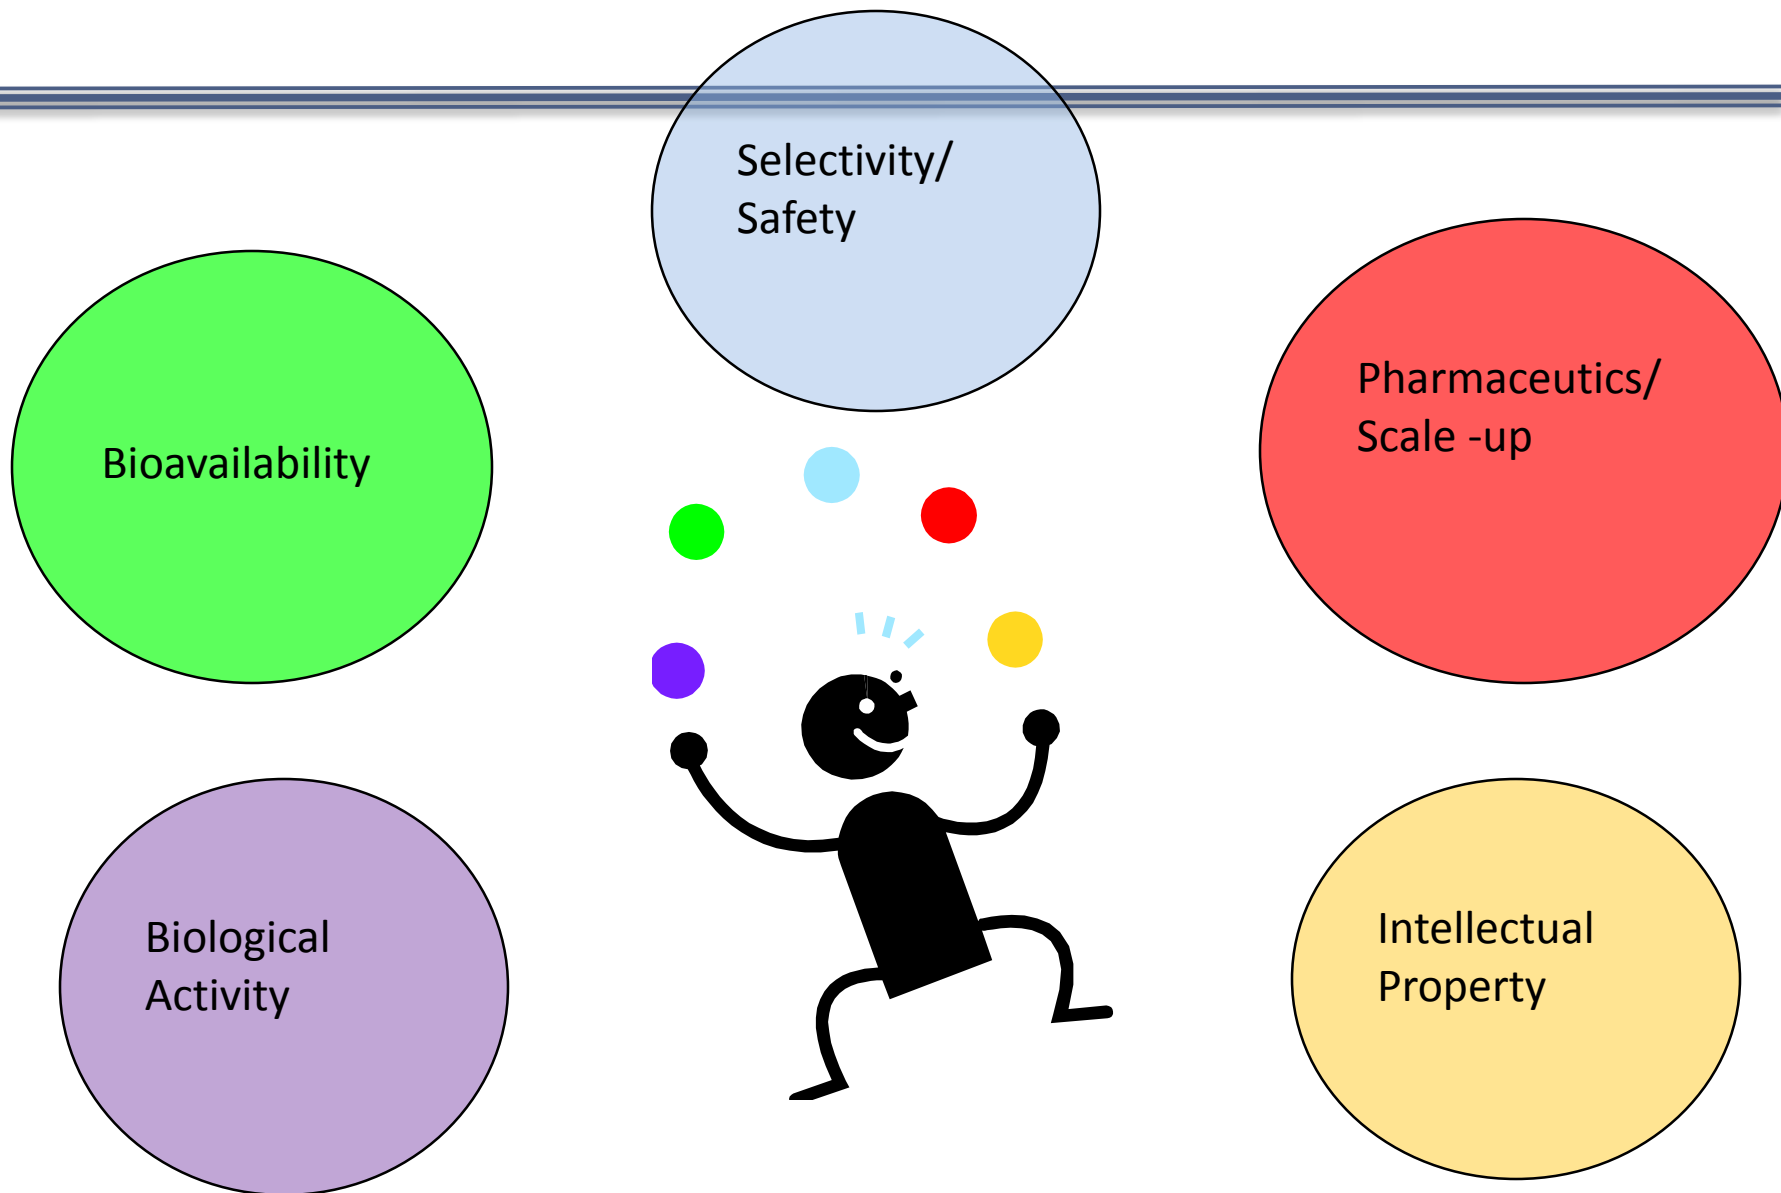 Selectivity/
Safety
Bioavailability
Pharmaceutics/
Scale -up
Biological
Activity
Intellectual
Property